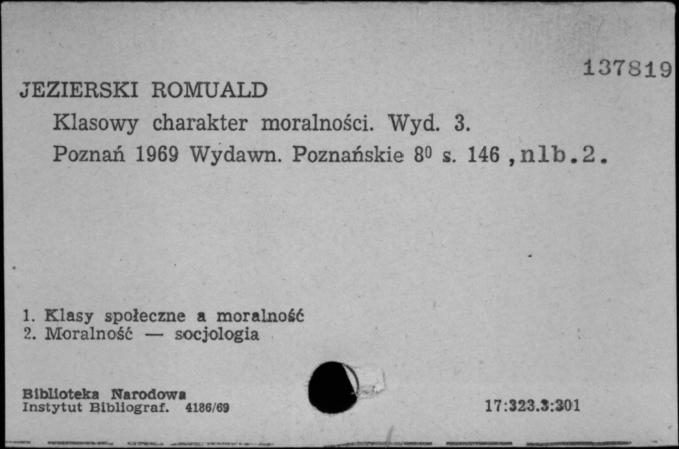 137819
JEZIERSKI ROMUALD
Klasowy charakter moralności. Wyd. 3.
Poznań 1969 Wydawn. Poznańskie 8⁰ s. 146 , nlb.2.
1. Klasy społeczne a moralność
2. Moralność — socjologia
Biblioteka Narodowa
Instytut Bibliograf. 4186/69
17:323.3:301